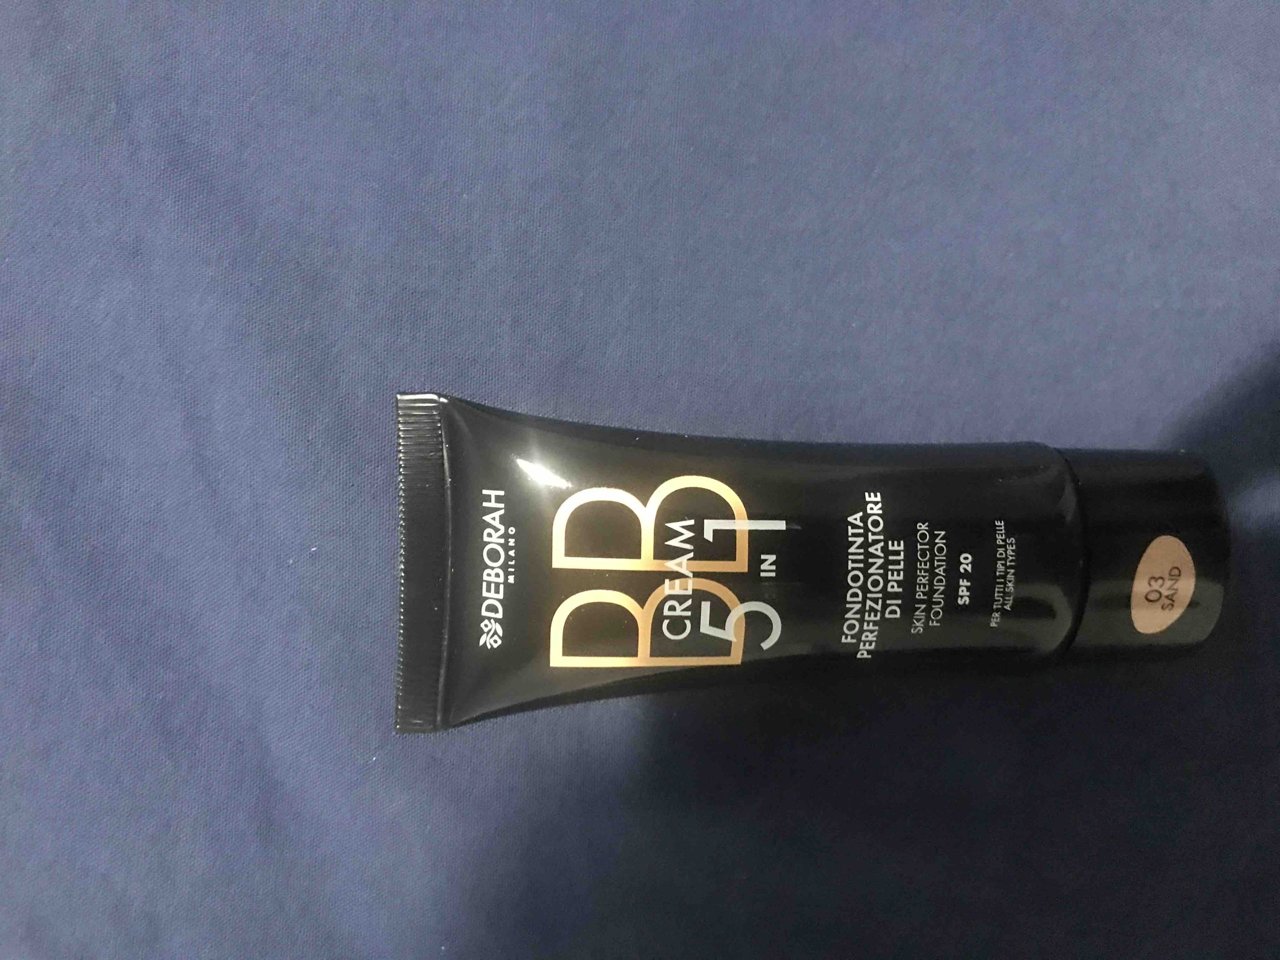 DEBORAH
MILANO
BB
CREAM
5 IN 1
FONDOTINTA
PERFEZIONATORE
DI PELLE
SKIN PERFECTOR
FOUNDATION
SPF 20
PER TUTTI I TIPI DI PELLE
ALL SKIN TYPES
03
SAND